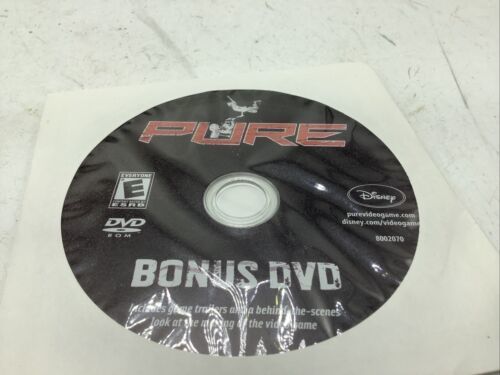 PURE
EVERYONE
E
ESRB
DVD
ROM
Disney
purevideogame.com
disney.com/videogame
8002070
BONUS DVD
Includes game trailers and a behind-the-scenes
look at the making of the video game